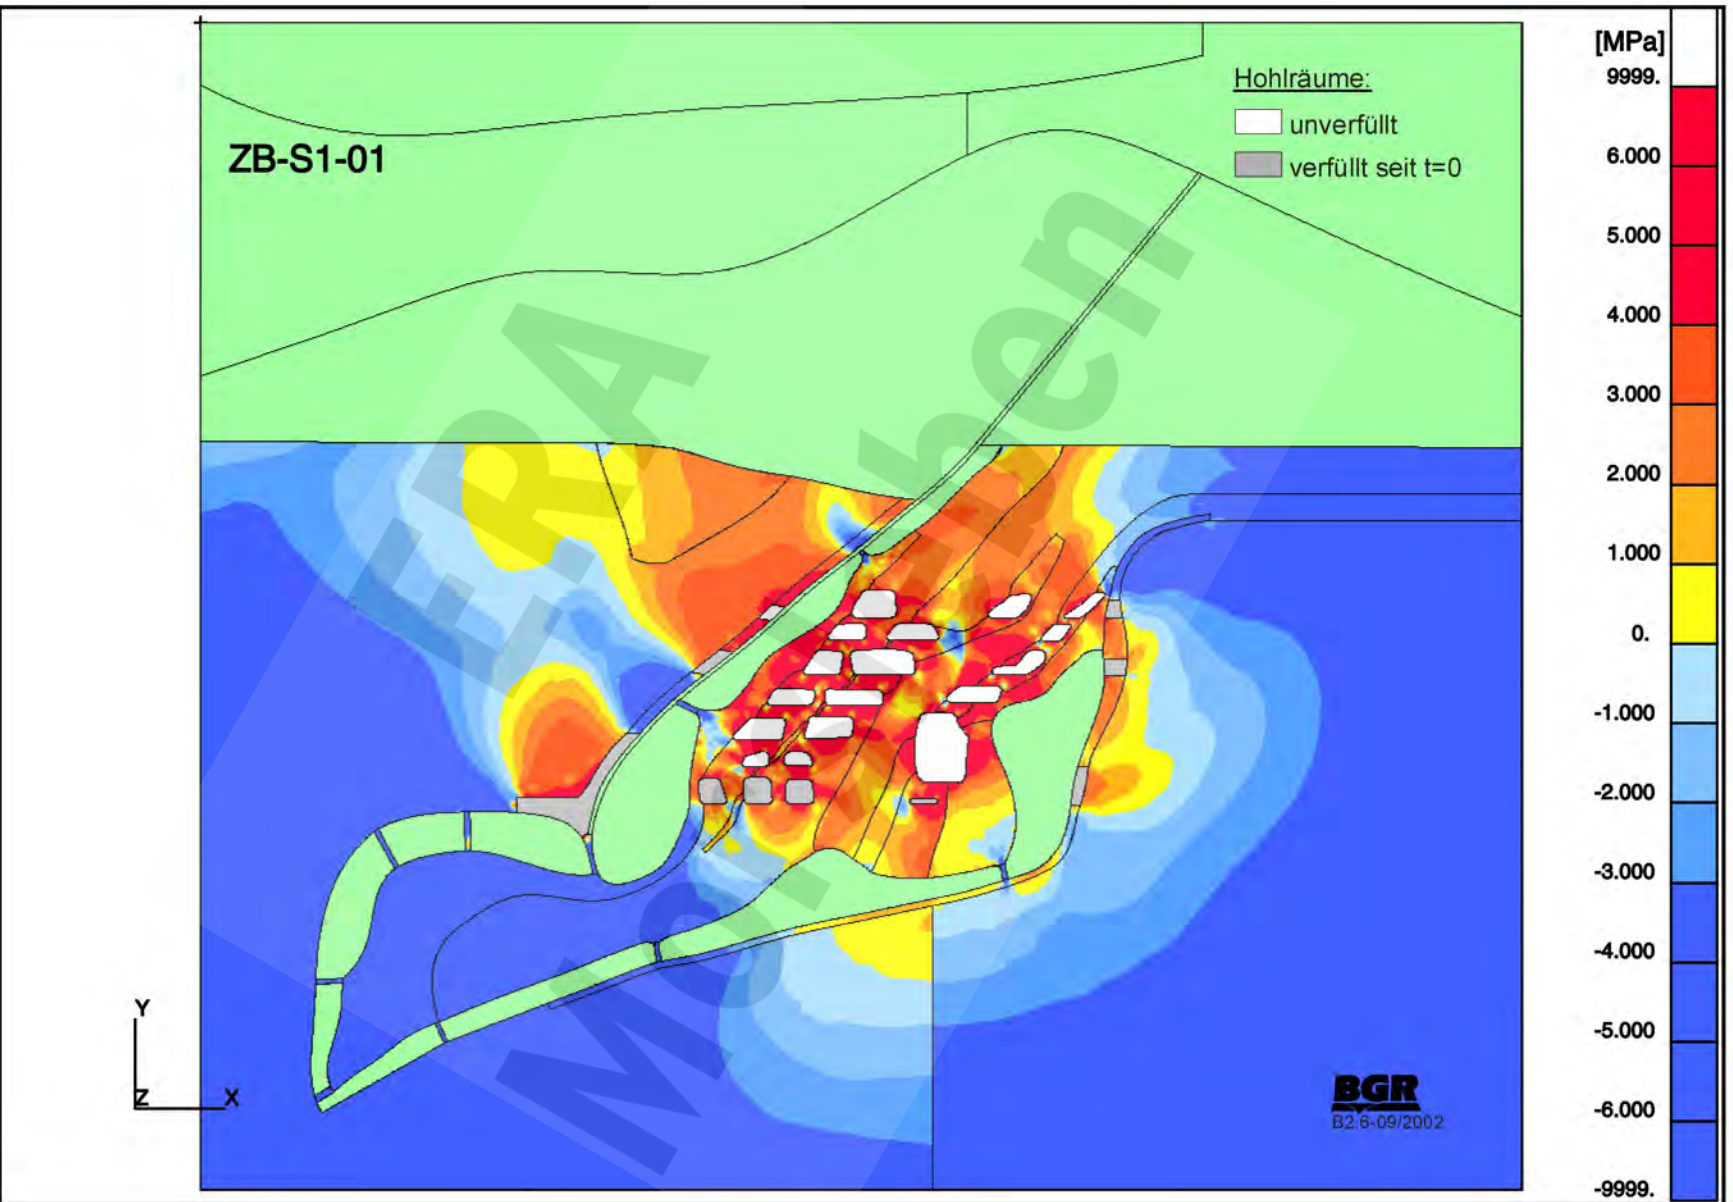 [MPa]
9999.
Hohlräume:
unverfüllt
verfüllt seit t=0
ZB-S1-01
6.000
5.000
4.000
3.000
2.000
1.000
0.
-1.000
-2.000
-3.000
-4.000
-5.000
-6.000
-9999.
ERA
Morsleben
Y
Z
X
BGR
B2.6-09/2002